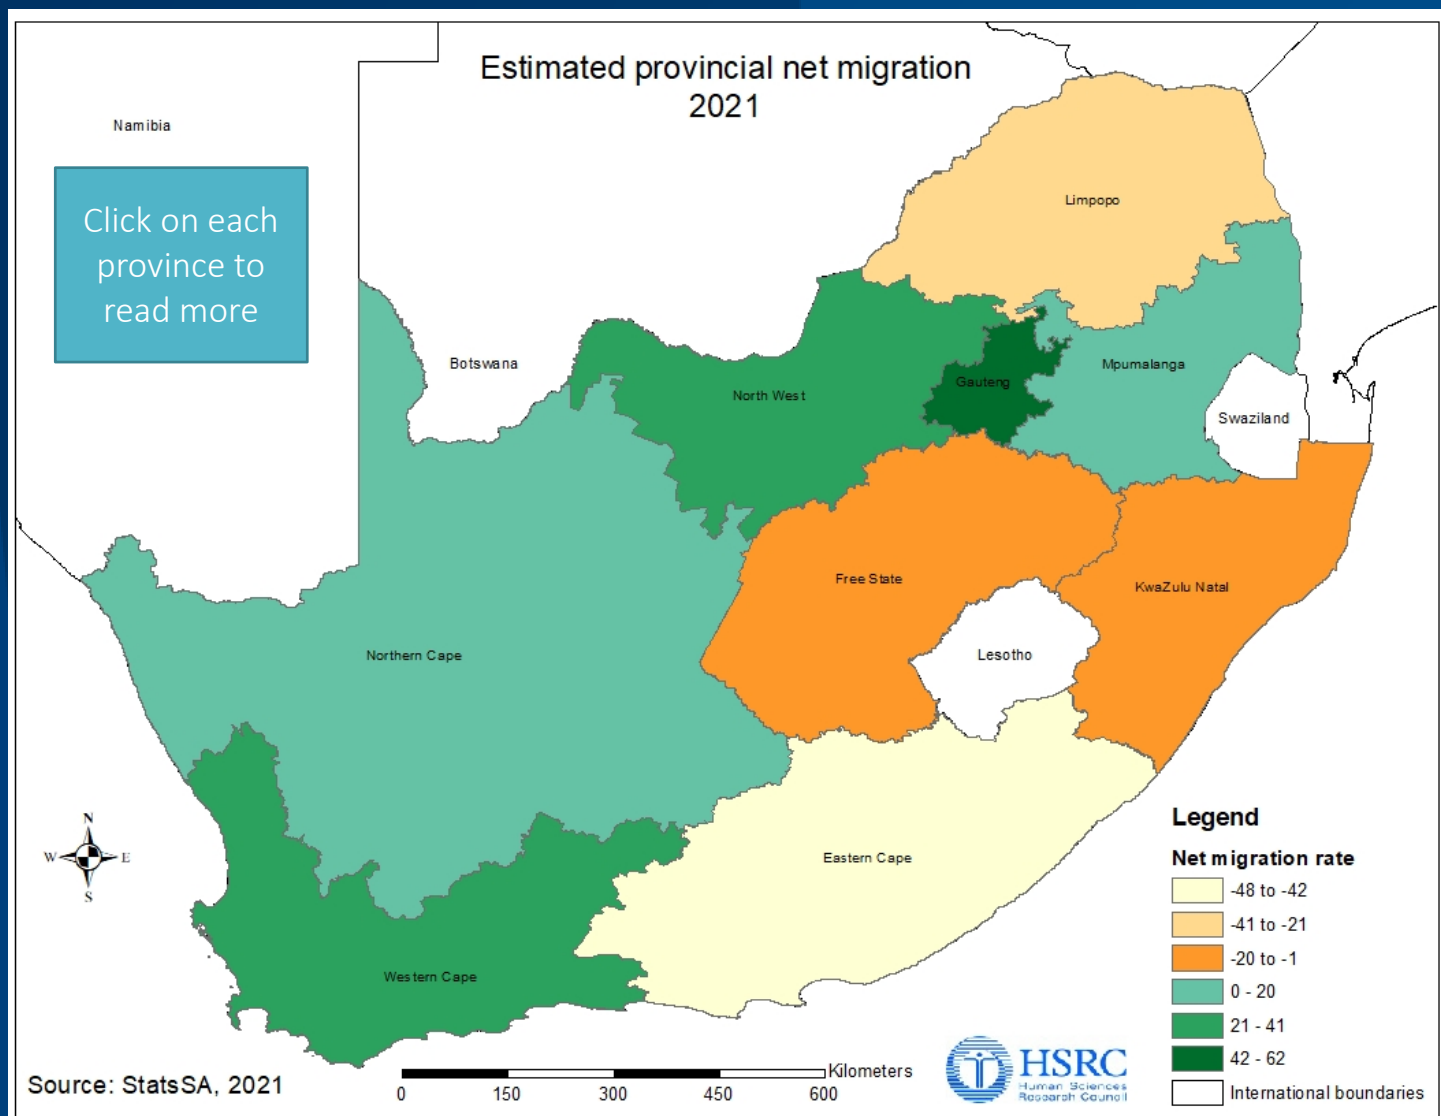 Estimated provincial net migration
2021
Namibia
Click on each
province to
read more
Limpopo
Botswana
North West
Gauteng
Mpumalanga
Swaziland
Free State
KwaZulu Natal
Northern Cape
Lesotho
Eastern Cape
Western Cape
N
W
E
S
Legend
Net migration rate
-48 to -42
-41 to -21
-20 to -1
0 - 20
21 - 41
42 - 62
International boundaries
Source: StatsSA, 2021
Kilometers
0 150 300 450 600
HSRC
Human Sciences
Research Council